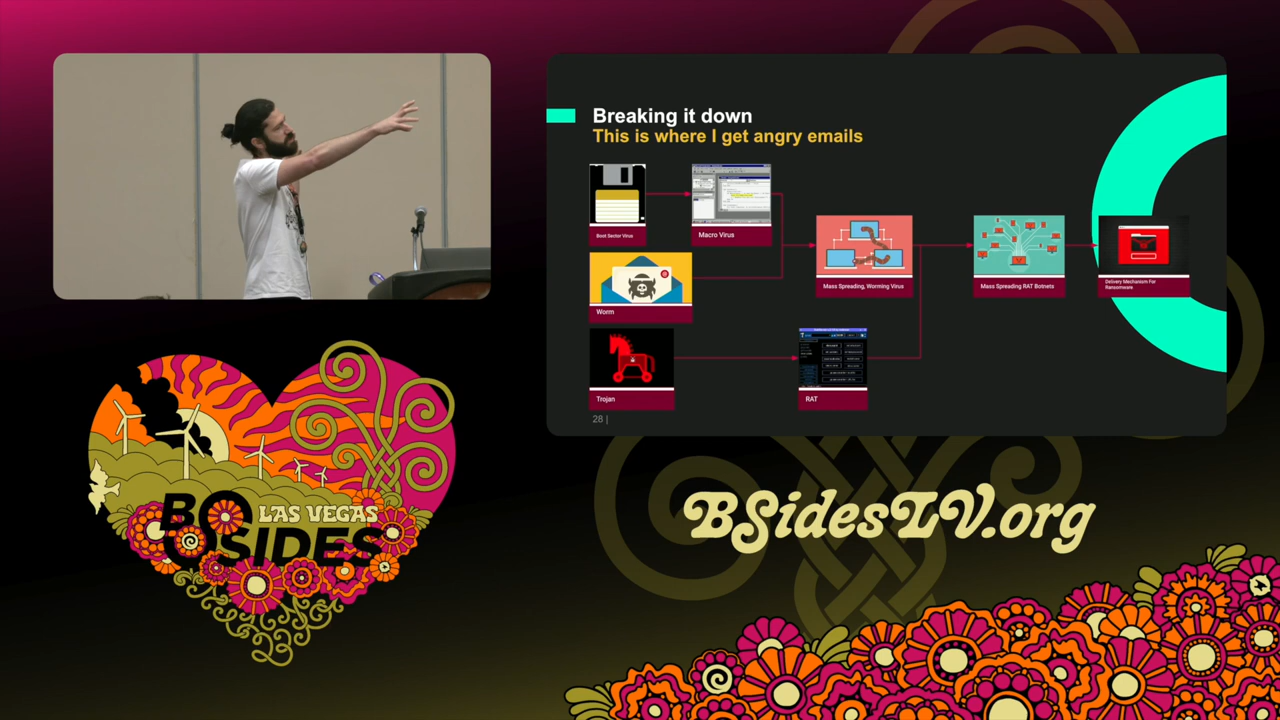 Breaking it down
This is where I get angry emails
Boot Sector Virus
Macro Virus
Worm
Mass Spreading, Worming Virus
Mass Spreading RAT Botnets
Delivery Mechanism For
Ransomware
Trojan
RAT
28 |
LAS VEGAS
BSIDES
BSidesLV.org